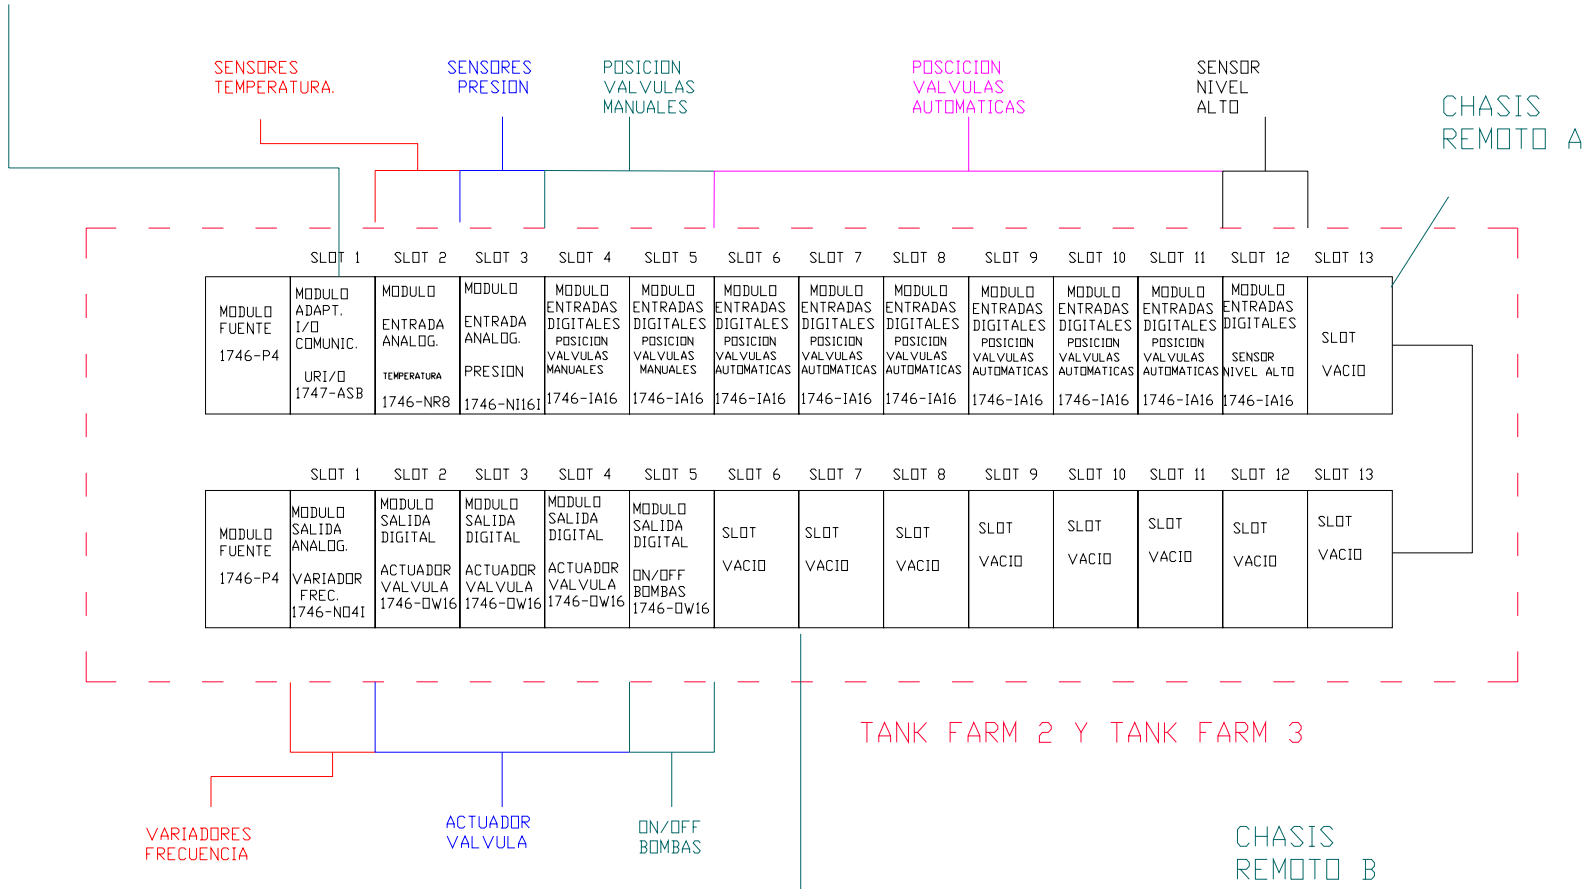 SENSORES
TEMPERATURA.
SENSORES
PRESION
POSICION
VALVULAS
MANUALES
POSCICION
VALVULAS
AUTOMATICAS
SENSOR
NIVEL
ALTO
CHASIS
REMOTO A
SLOT 1 SLOT 2 SLOT 3 SLOT 4 SLOT 5 SLOT 6 SLOT 7 SLOT 8 SLOT 9 SLOT 10 SLOT 11 SLOT 12 SLOT 13
MODULO
FUENTE
1746-P4
MODULO
ADAPT.
I/O
COMUNIC.
URI/O
1747-ASB
MODULO
ENTRADA
ANALOG.
TEMPERATURA
1746-NR8
MODULO
ENTRADA
ANALOG.
PRESION
1746-NI16I
MODULO
ENTRADAS
DIGITALES
POSICION
VALVULAS
MANUALES
1746-IA16
MODULO
ENTRADAS
DIGITALES
POSICION
VALVULAS
MANUALES
1746-IA16
MODULO
ENTRADAS
DIGITALES
POSICION
VALVULAS
AUTOMATICAS
1746-IA16
MODULO
ENTRADAS
DIGITALES
POSICION
VALVULAS
AUTOMATICAS
1746-IA16
MODULO
ENTRADAS
DIGITALES
POSICION
VALVULAS
AUTOMATICAS
1746-IA16
MODULO
ENTRADAS
DIGITALES
POSICION
VALVULAS
AUTOMATICAS
1746-IA16
MODULO
ENTRADAS
DIGITALES
POSICION
VALVULAS
AUTOMATICAS
1746-IA16
MODULO
ENTRADAS
DIGITALES
POSICION
VALVULAS
AUTOMATICAS
1746-IA16
MODULO
ENTRADAS
DIGITALES
SENSOR
NIVEL ALTO
1746-IA16
SLOT
VACIO
SLOT 1 SLOT 2 SLOT 3 SLOT 4 SLOT 5 SLOT 6 SLOT 7 SLOT 8 SLOT 9 SLOT 10 SLOT 11 SLOT 12 SLOT 13
MODULO
FUENTE
1746-P4
MODULO
SALIDA
ANALOG.
VARIADOR
FREC.
1746-NO4I
MODULO
SALIDA
DIGITAL
ACTUADOR
VALVULA
1746-OW16
MODULO
SALIDA
DIGITAL
ACTUADOR
VALVULA
1746-OW16
MODULO
SALIDA
DIGITAL
ACTUADOR
VALVULA
1746-OW16
MODULO
SALIDA
DIGITAL
ON/OFF
BOMBAS
1746-OW16
SLOT
VACIO
SLOT
VACIO
SLOT
VACIO
SLOT
VACIO
SLOT
VACIO
SLOT
VACIO
SLOT
VACIO
SLOT
VACIO
TANK FARM 2 Y TANK FARM 3
VARIADORES
FRECUENCIA
ACTUADOR
VALVULA
ON/OFF
BOMBAS
CHASIS
REMOTO B